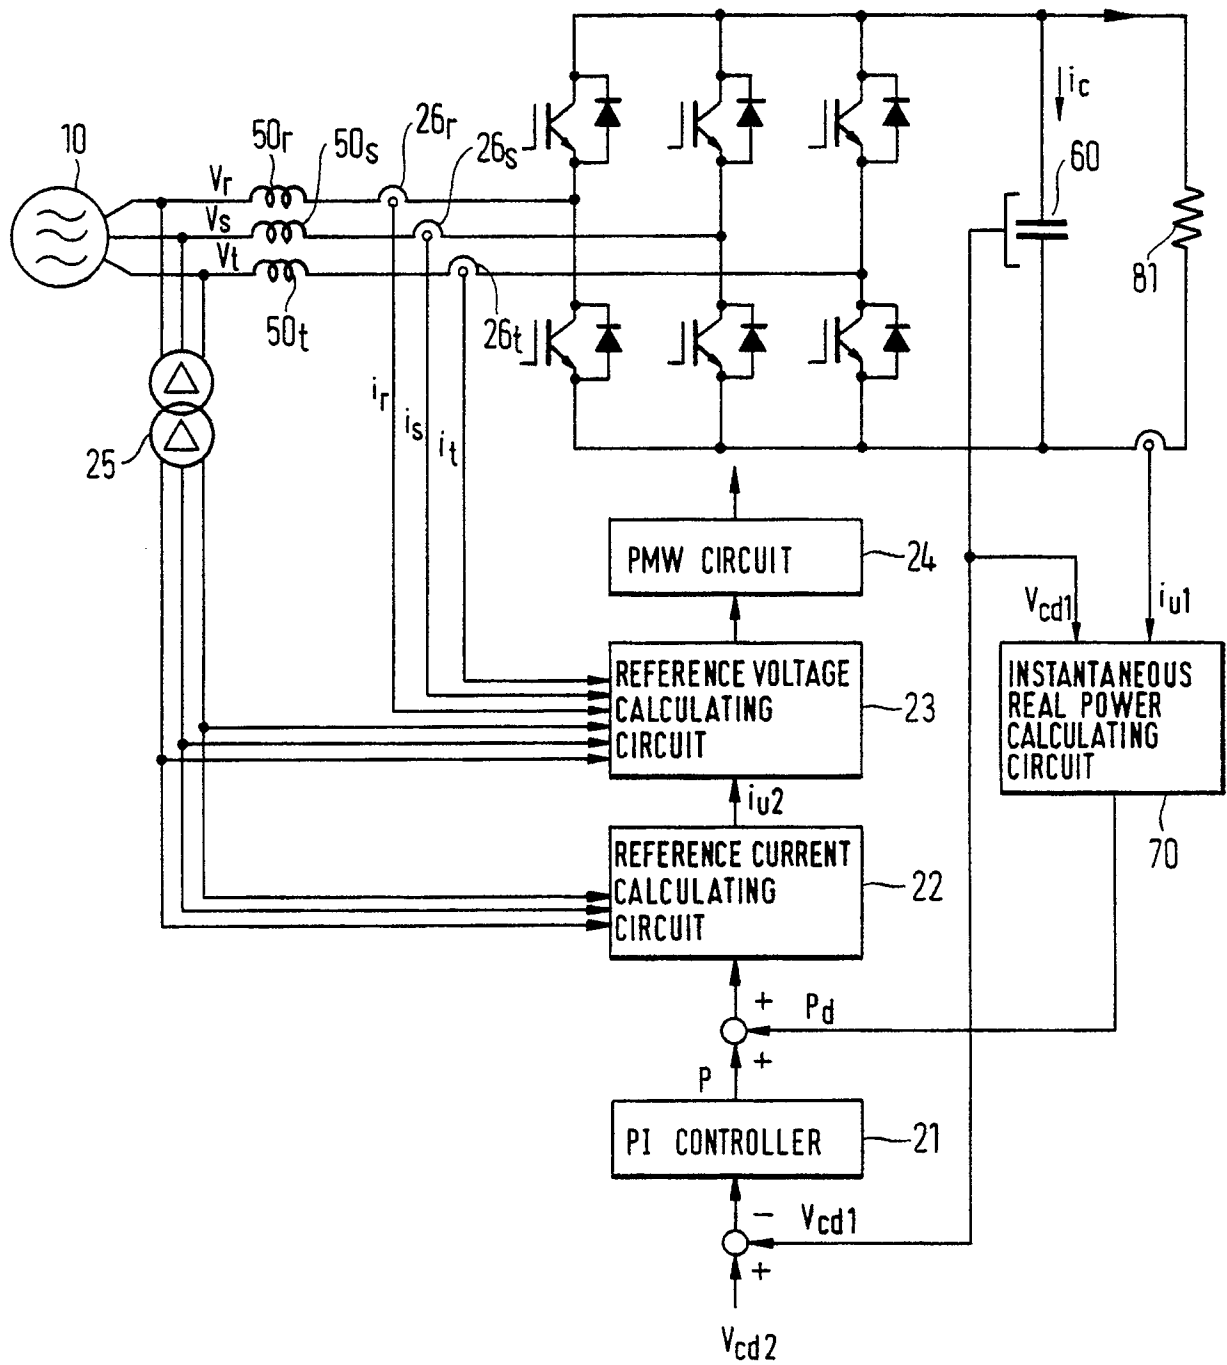 10
50r
50s
26r
26s
Vr
Vs
Vt
50t
26t
ic
60
81
ir
is
it
25
PMW CIRCUIT
24
Vcd1
iu1
REFERENCE VOLTAGE
CALCULATING
CIRCUIT
23
INSTANTANEOUS
REAL POWER
CALCULATING
CIRCUIT
70
iu2
REFERENCE CURRENT
CALCULATING
CIRCUIT
22
+
Pd
+
P
PI CONTROLLER
21
− Vcd1
+
Vcd2